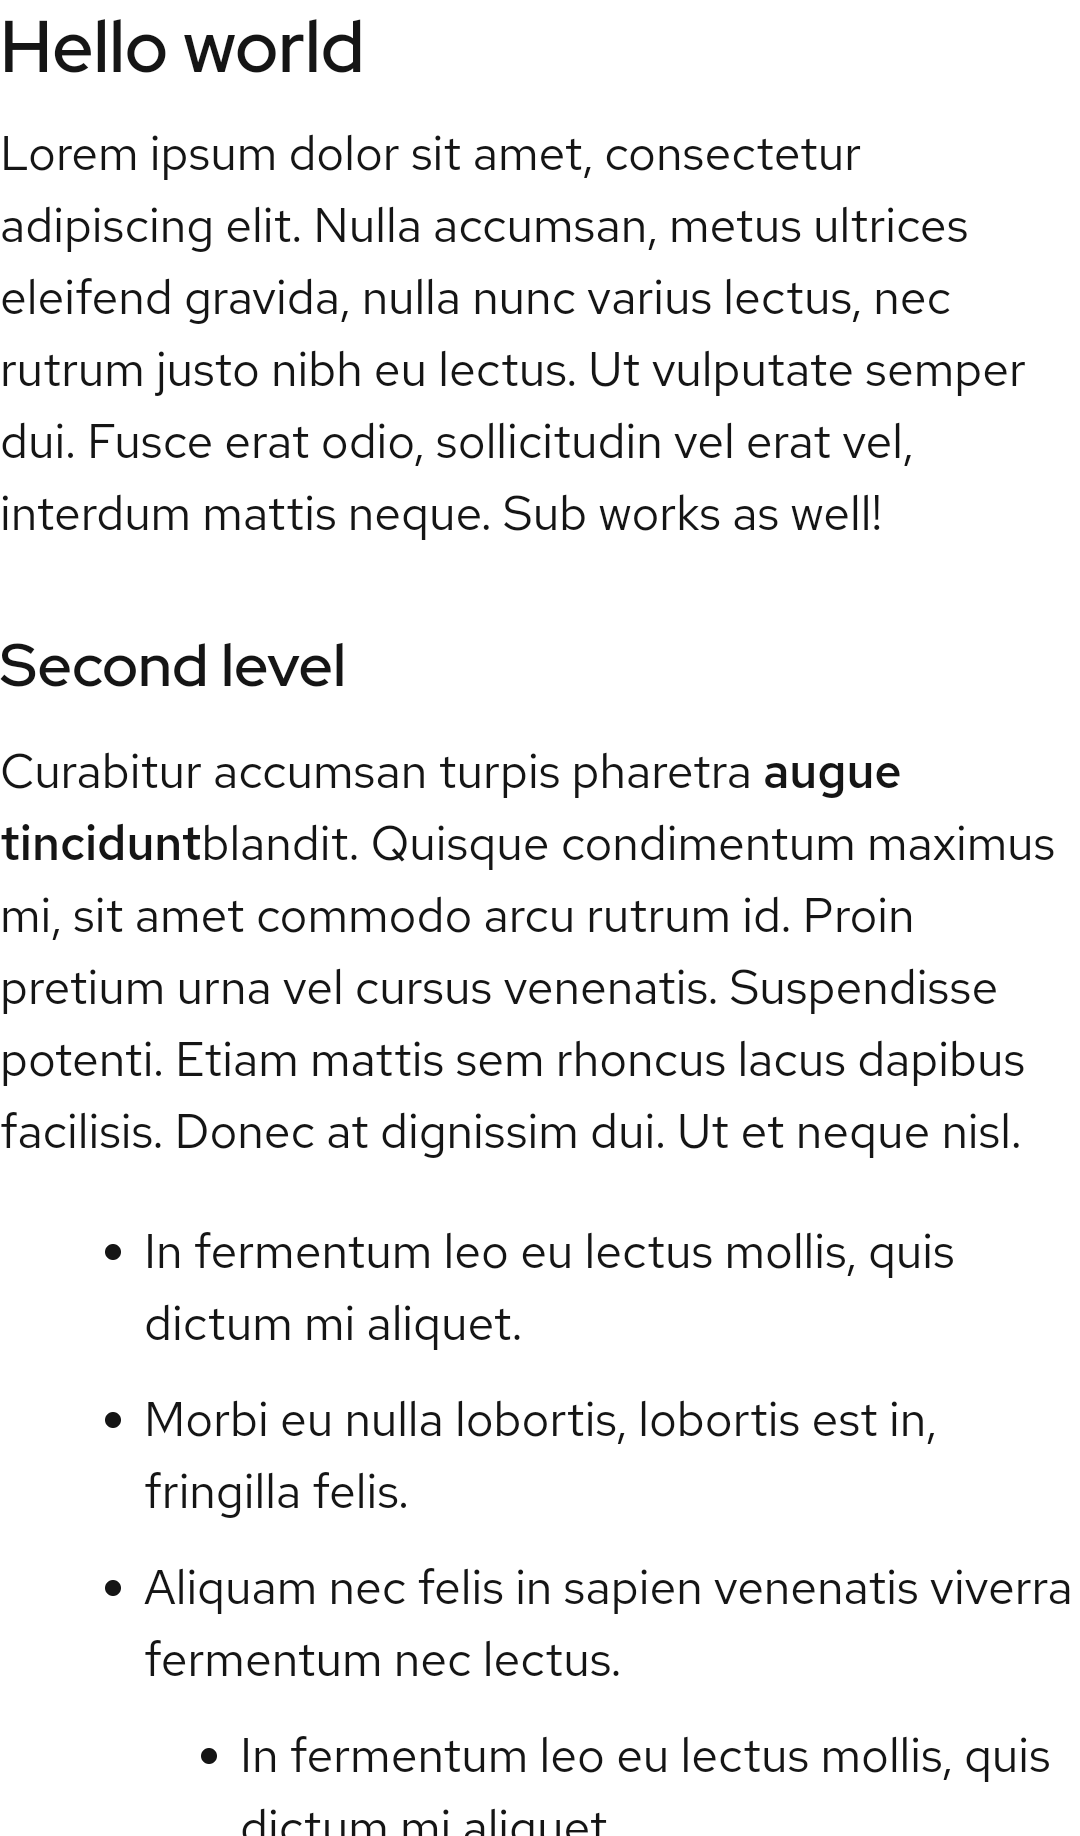 Hello world
Lorem ipsum dolor sit amet, consectetur
adipiscing elit. Nulla accumsan, metus ultrices
eleifend gravida, nulla nunc varius lectus, nec
rutrum justo nibh eu lectus. Ut vulputate semper
dui. Fusce erat odio, sollicitudin vel erat vel,
interdum mattis neque. Sub works as well!
Second level
Curabitur accumsan turpis pharetra augue
tinciduntblandit. Quisque condimentum maximus
mi, sit amet commodo arcu rutrum id. Proin
pretium urna vel cursus venenatis. Suspendisse
potenti. Etiam mattis sem rhoncus lacus dapibus
facilisis. Donec at dignissim dui. Ut et neque nisl.
• In fermentum leo eu lectus mollis, quis
dictum mi aliquet.
• Morbi eu nulla lobortis, lobortis est in,
fringilla felis.
• Aliquam nec felis in sapien venenatis viverra
fermentum nec lectus.
• In fermentum leo eu lectus mollis, quis
dictum mi aliquet